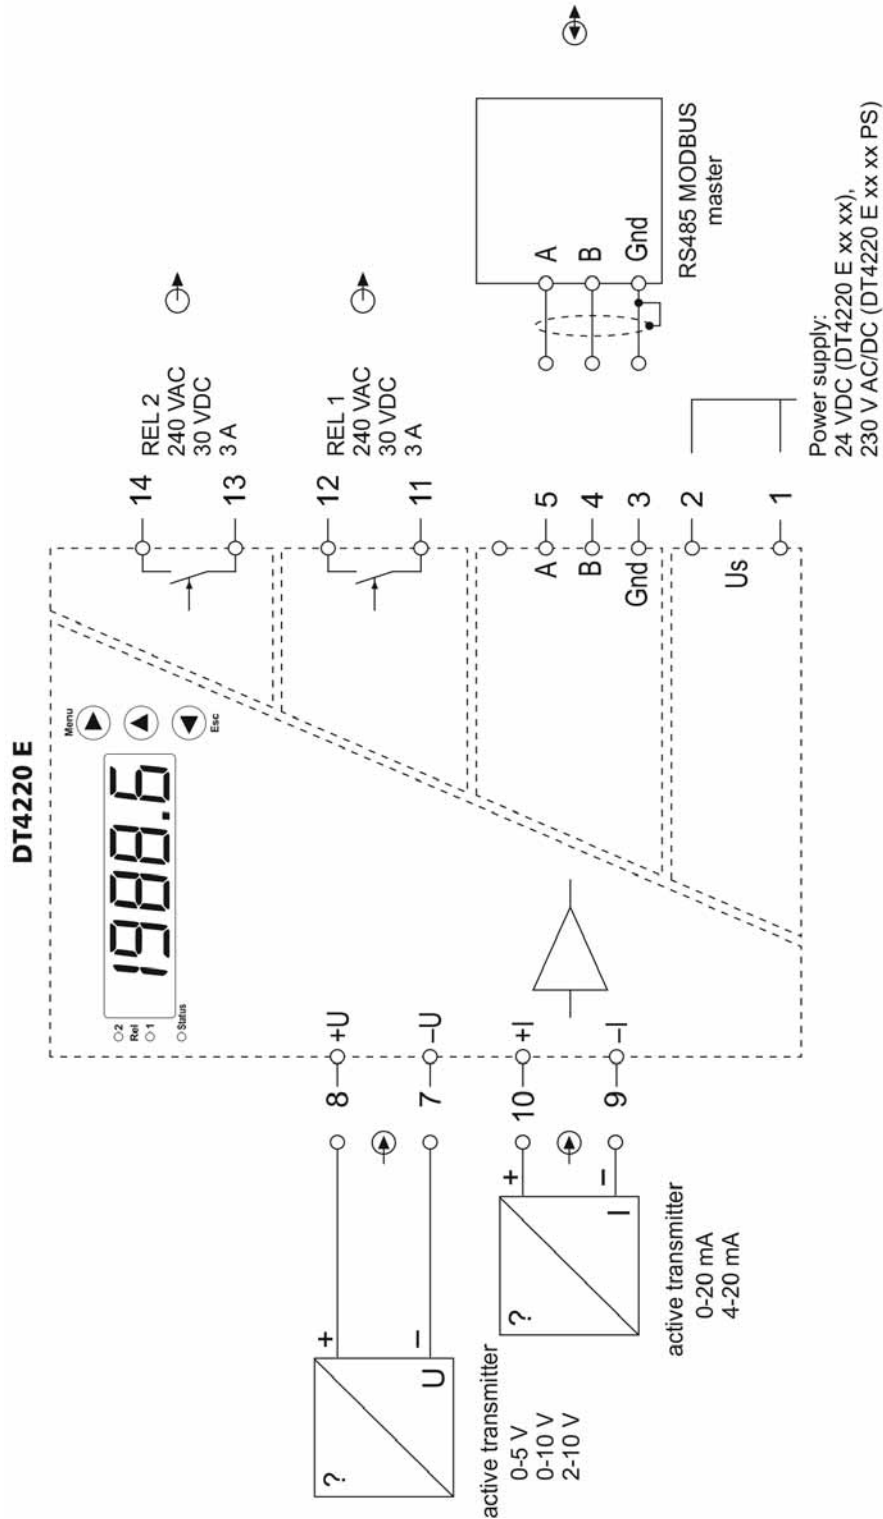 DT4220 E
2
Rel
1
Status
1988.6
Menu
Esc
8
+U
7
–U
10
+I
9
–I
?
+
–
U
active transmitter
0-5 V
0-10 V
2-10 V
?
+
–
I
active transmitter
0-20 mA
4-20 mA
14
13
REL 2
240 VAC
30 VDC
3 A
12
11
REL 1
240 VAC
30 VDC
3 A
A
5
B
4
Gnd
3
A
B
Gnd
RS485 MODBUS
master
Us
2
1
Power supply:
24 VDC (DT4220 E xx xx),
230 V AC/DC (DT4220 E xx xx PS)